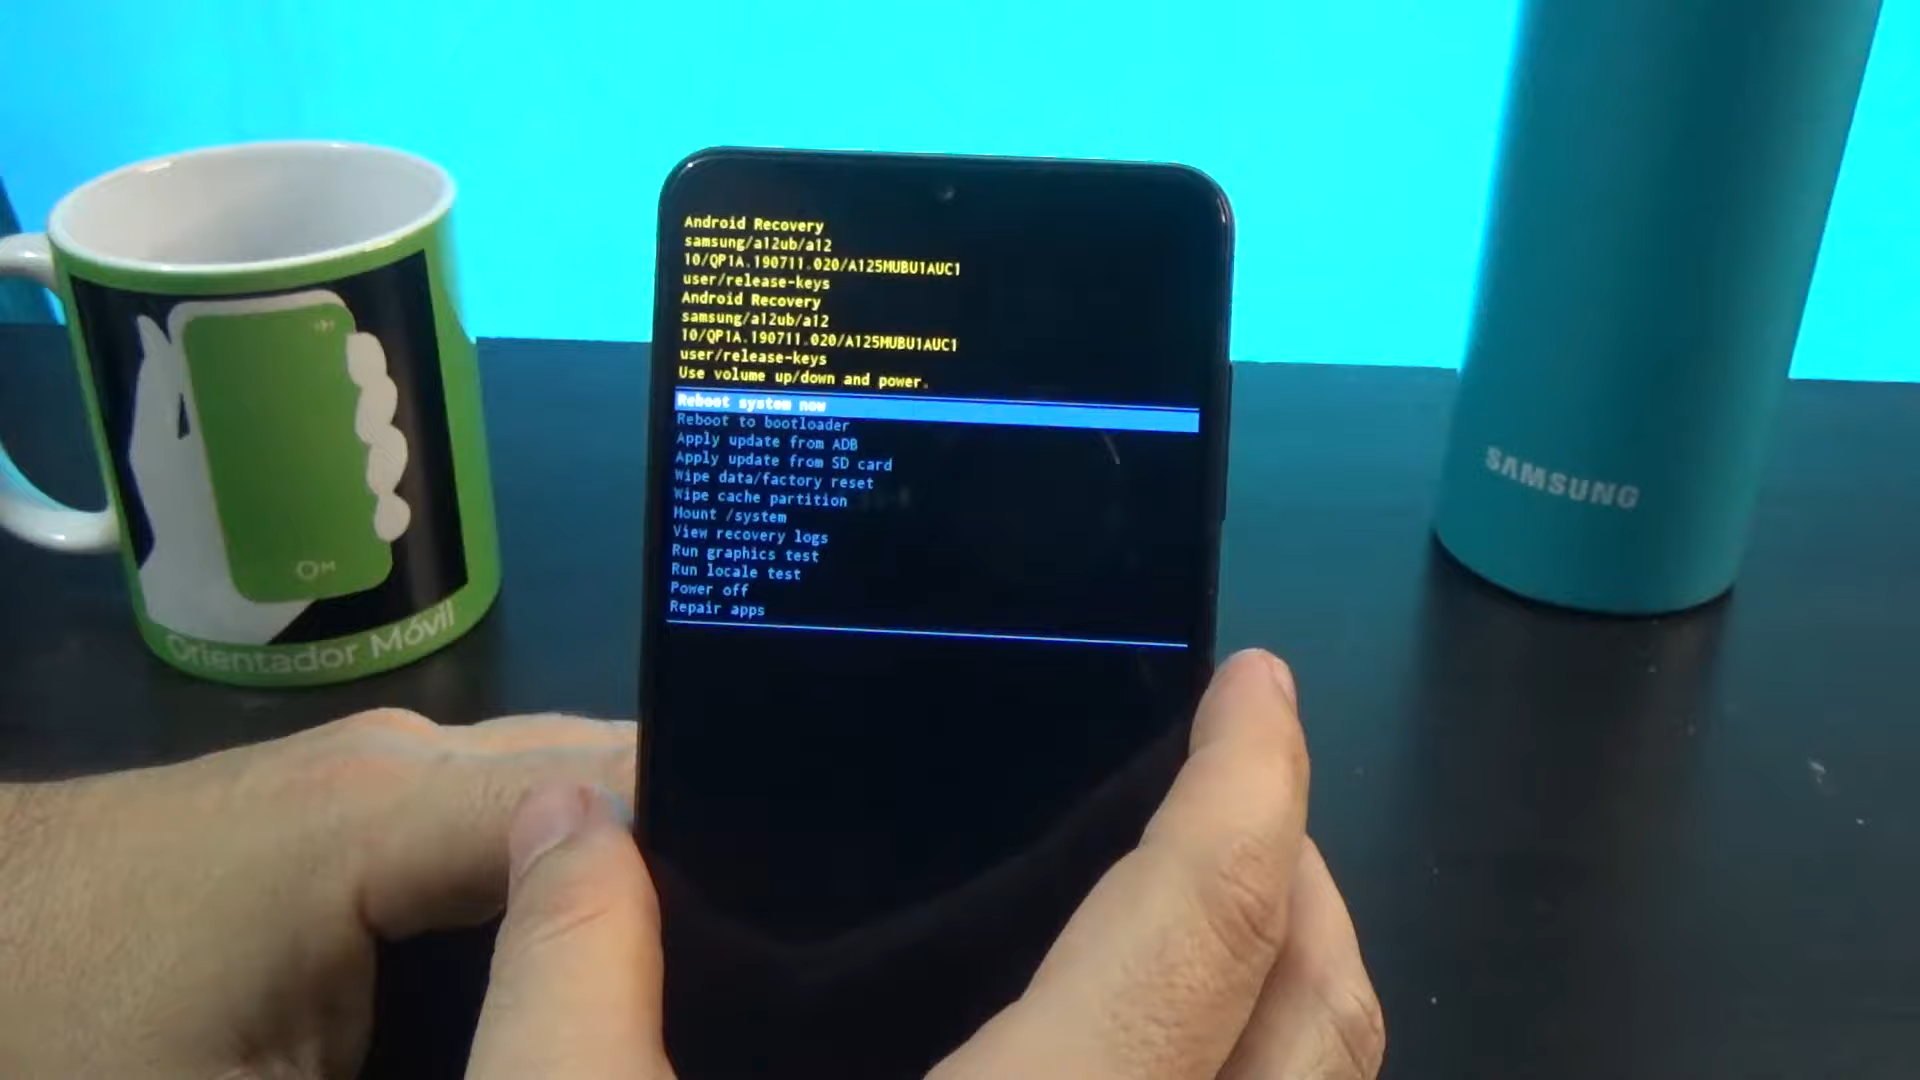 Android Recovery
samsung/a12ub/a12
10/QP1A.190711.020/A125MUBU1AUC1
user/release-keys
Android Recovery
samsung/a12ub/a12
10/QP1A.190711.020/A125MUBU1AUC1
user/release-keys
Use volume up/down and power.
Reboot system now
Reboot to bootloader
Apply update from ADB
Apply update from SD card
Wipe data/factory reset
Wipe cache partition
Mount /system
View recovery logs
Run graphics test
Run locale test
Power off
Repair apps
OM
Orientador Móvil
SAMSUNG